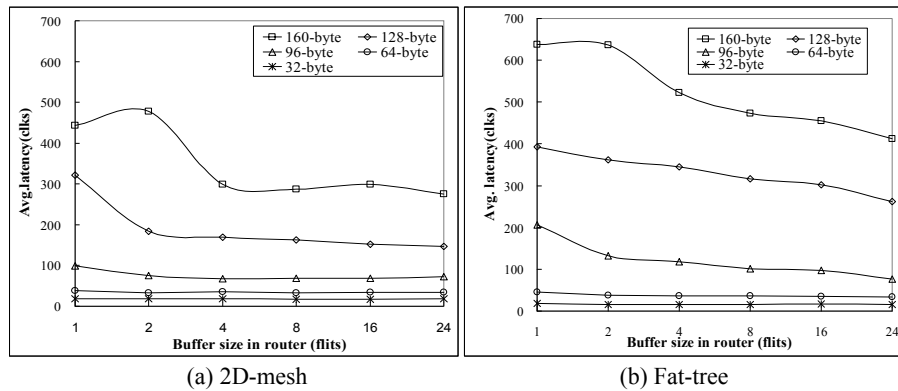 700
600
500
400
300
200
100
0
Avg.latency(clks)
160-byte 128-byte
96-byte 64-byte
32-byte
1 2 4 8 16 24
Buffer size in router (flits)
(a) 2D-mesh
700
600
500
400
300
200
100
0
Avg. latency(clks)
160-byte 128-byte
96-byte 64-byte
32-byte
1 2 4 8 16 24
Buffer size in router (flits)
(b) Fat-tree